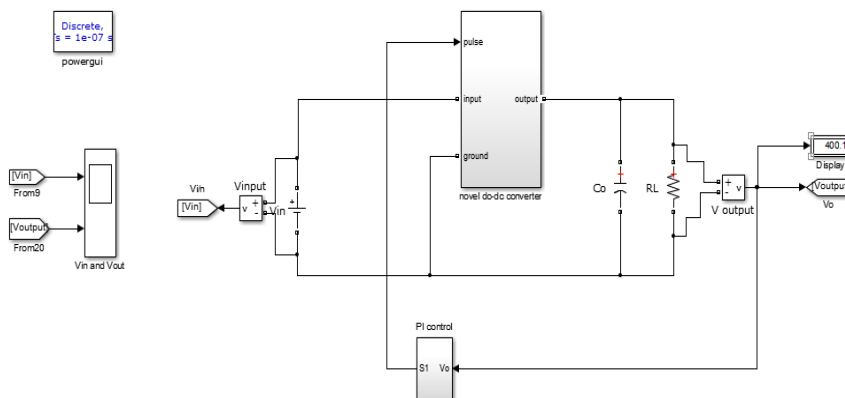 Discrete,
s = 1e-07 s
powergui
pulse
input
output
ground
novel dc-dc converter
[Vin]
From9
[Voutput]
From20
Vin and Vout
Vin
[Vin]
Vinput
v
+
-
Vin
+
Co
RL
+
-
v
V output
400.1
Display
[Voutput
Vo
PI control
S1
Vo